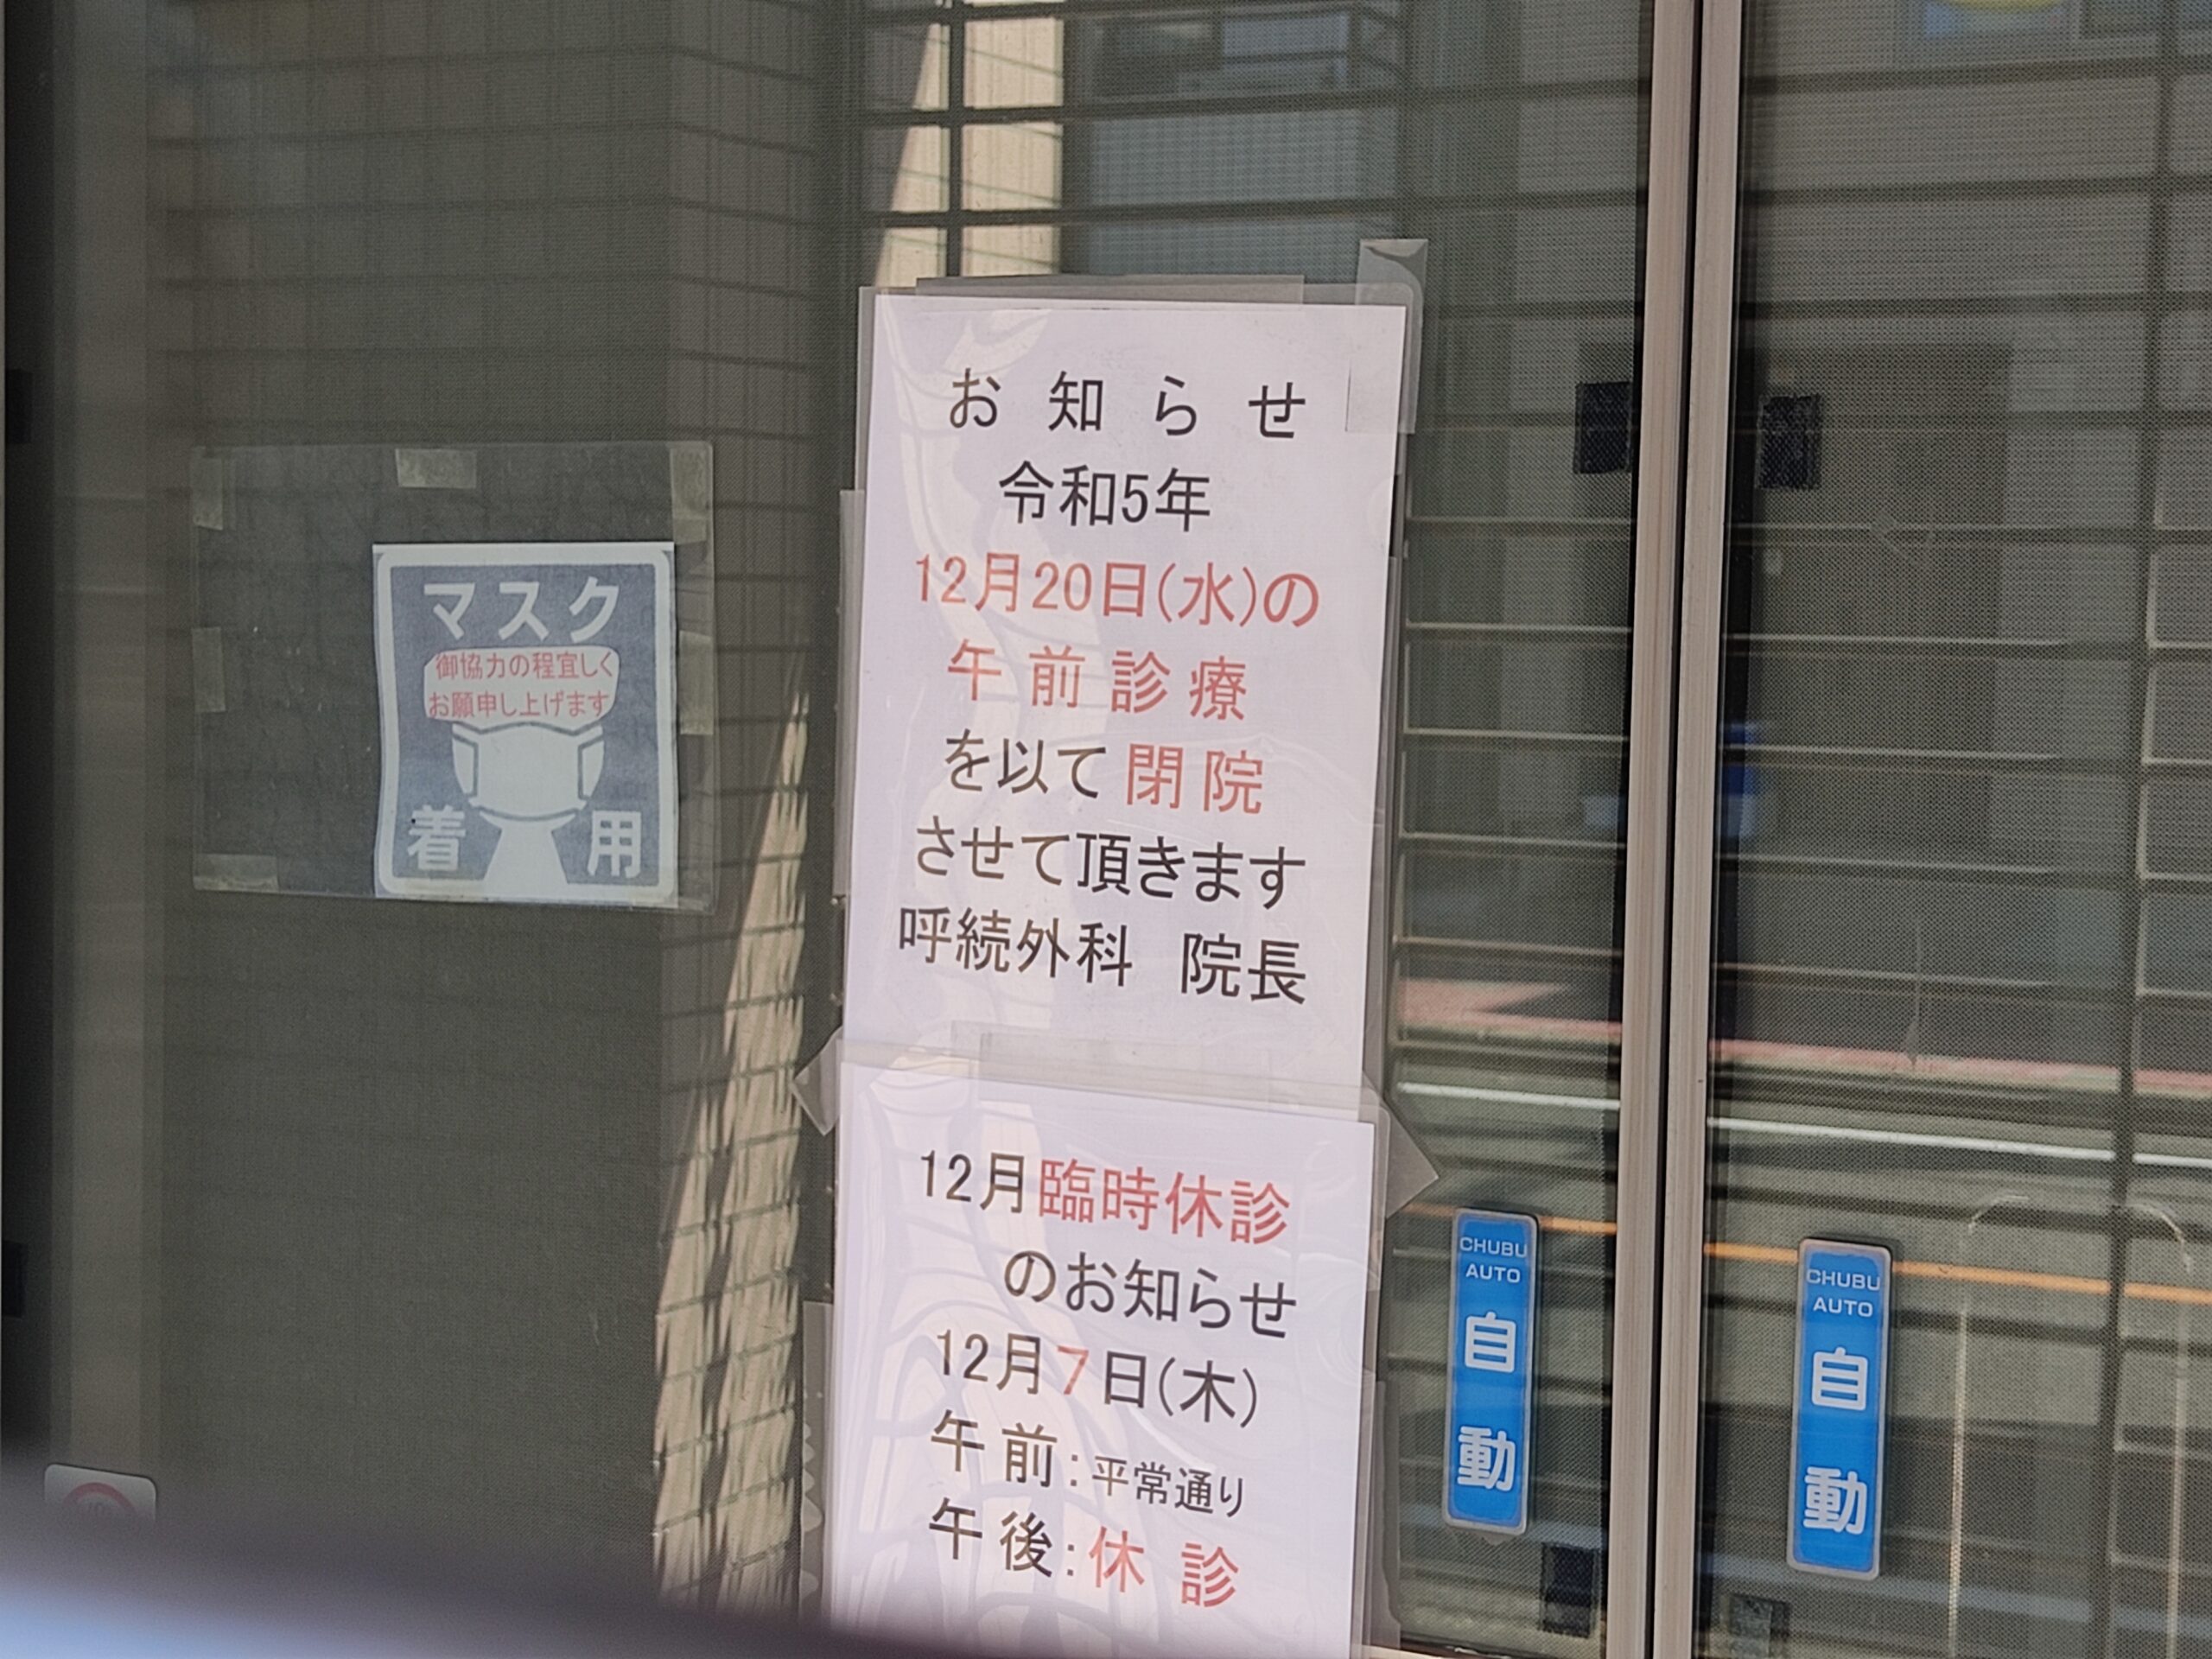 マスク
御協力の程宜しく
お願申し上げます
着 用
お 知 ら せ
令和5年
12月20日(水)の
午 前 診 療
を以て 閉 院
させて頂きます
呼続外科 院長
12月臨時休診
のお知らせ
12月7日(木)
午 前:平常通り
午 後:休 診
CHUBU
AUTO
自
動
CHUBU
AUTO
自
動